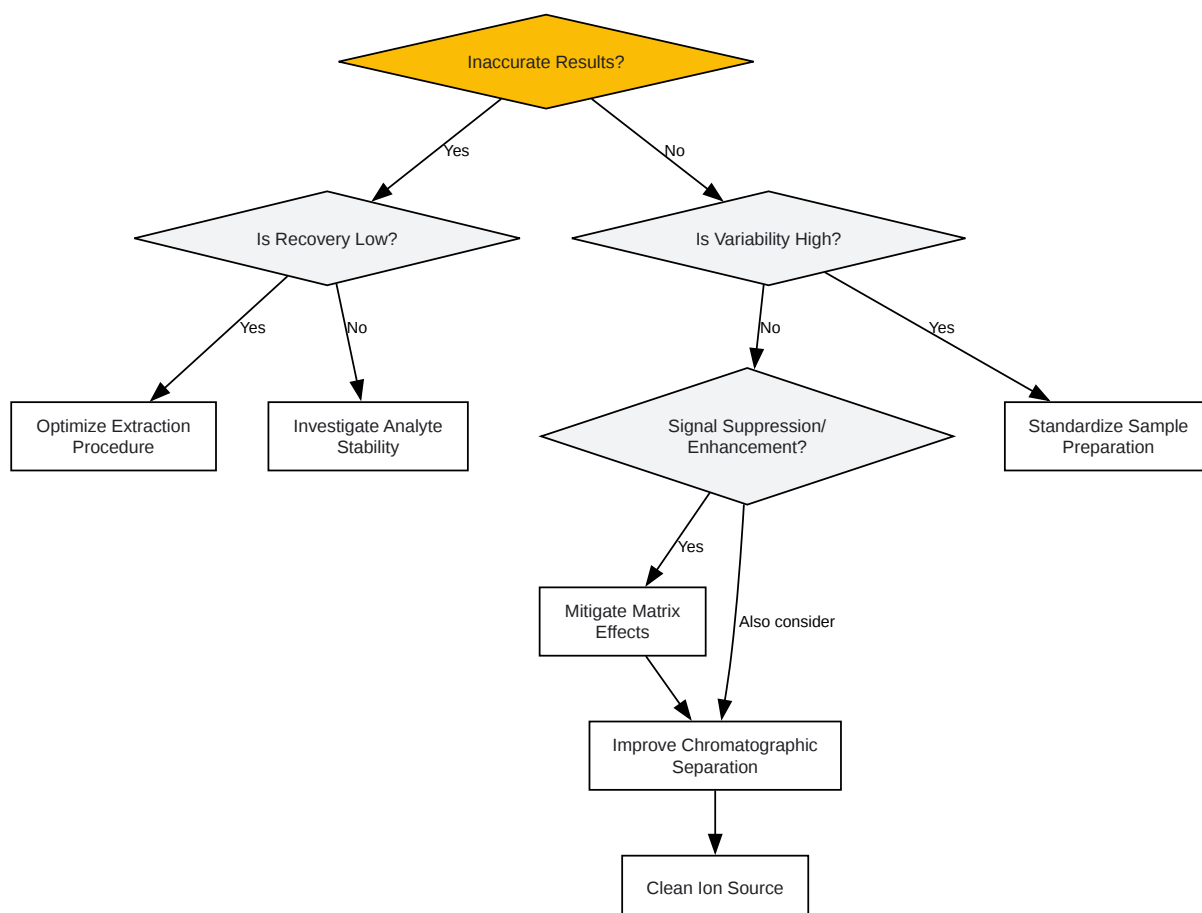 Inaccurate Results?
Yes
No
Is Recovery Low?
Is Variability High?
Yes
No
No
Yes
Optimize Extraction
Procedure
Investigate Analyte
Stability
Signal Suppression/
Enhancement?
Standardize Sample
Preparation
Yes
Mitigate Matrix
Effects
Also consider
Improve Chromatographic
Separation
Clean Ion Source